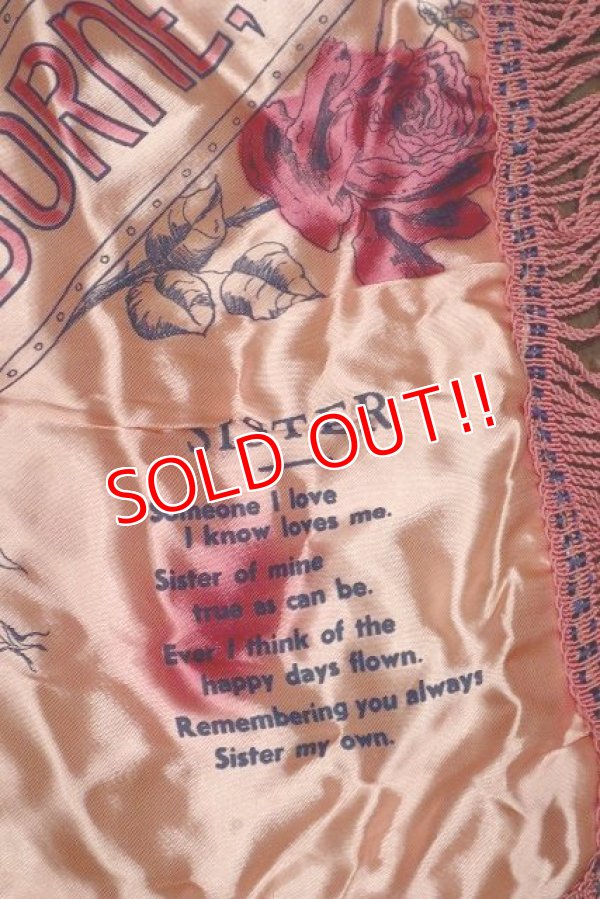 SISTER
SOLD OUT!!
Someone I love
I know loves me.
Sister of mine
true as can be.
Ever I think of the
happy days flown.
Remembering you always
Sister my own.